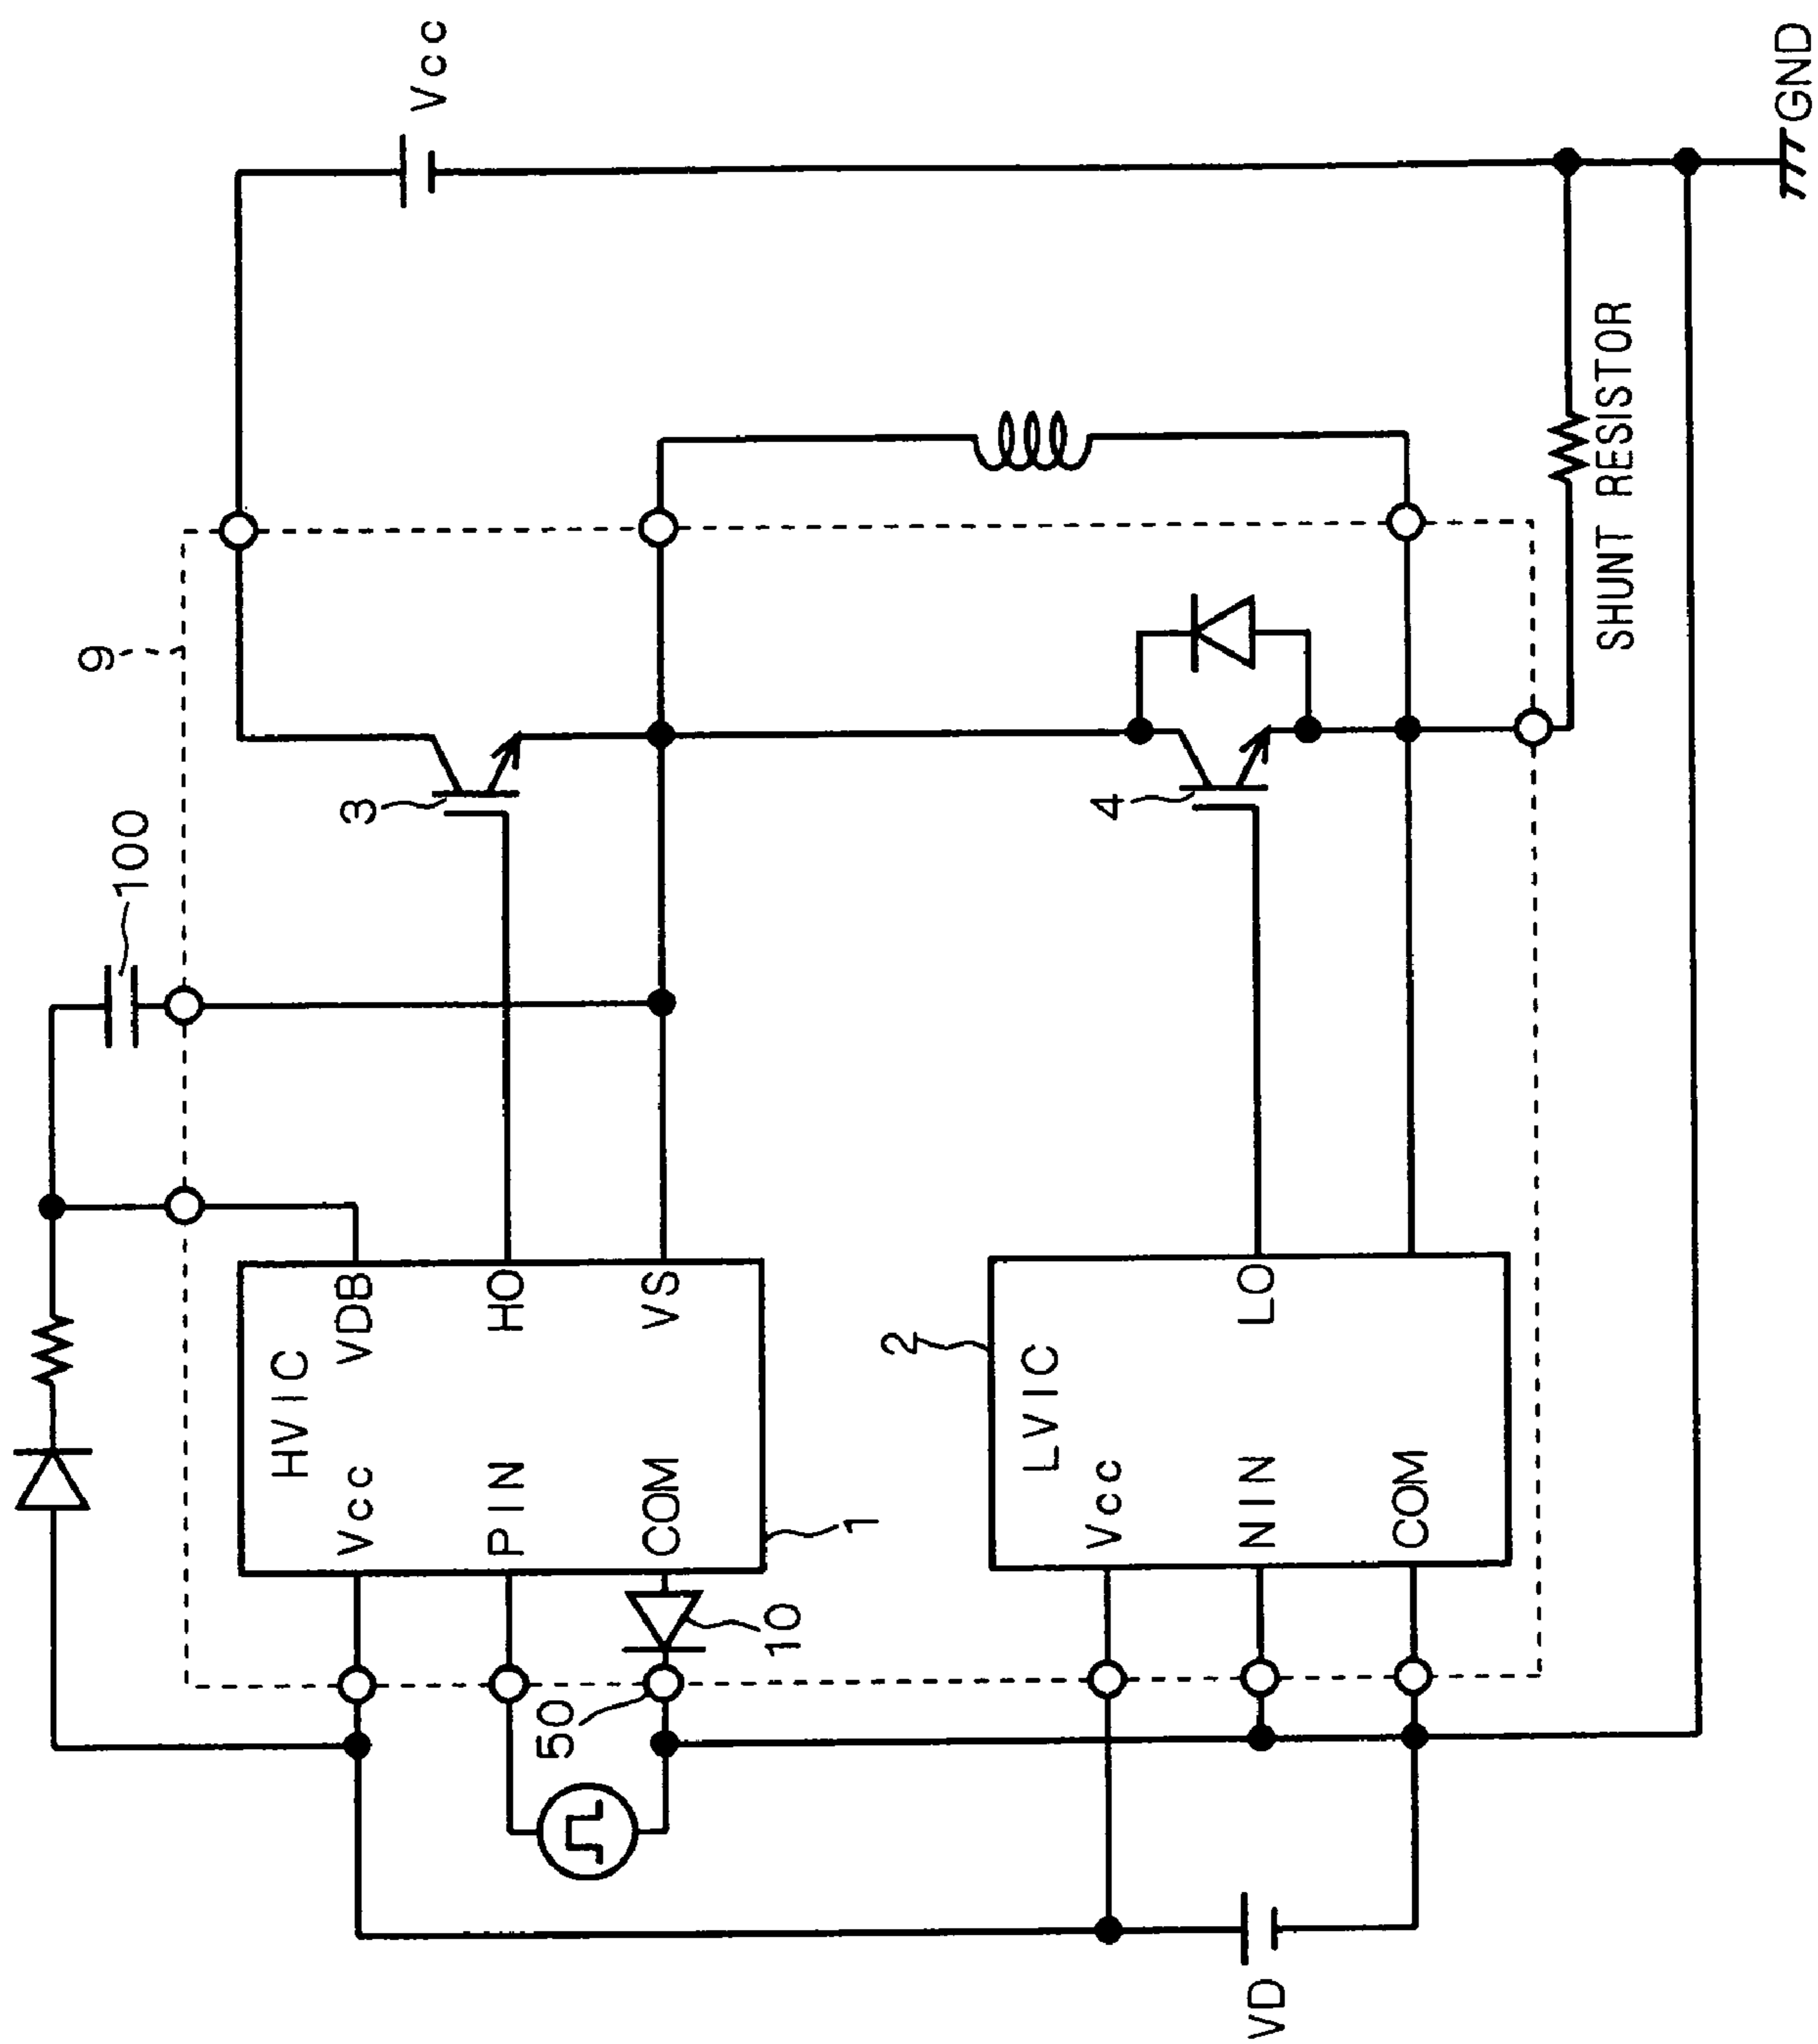 100
9
Vcc
HVIC
Vcc
VDB
PIN
HO
COM
VS
3
10
50
1
2
LVIC
Vcc
NIN
LO
COM
4
VD
SHUNT RESISTOR
GND